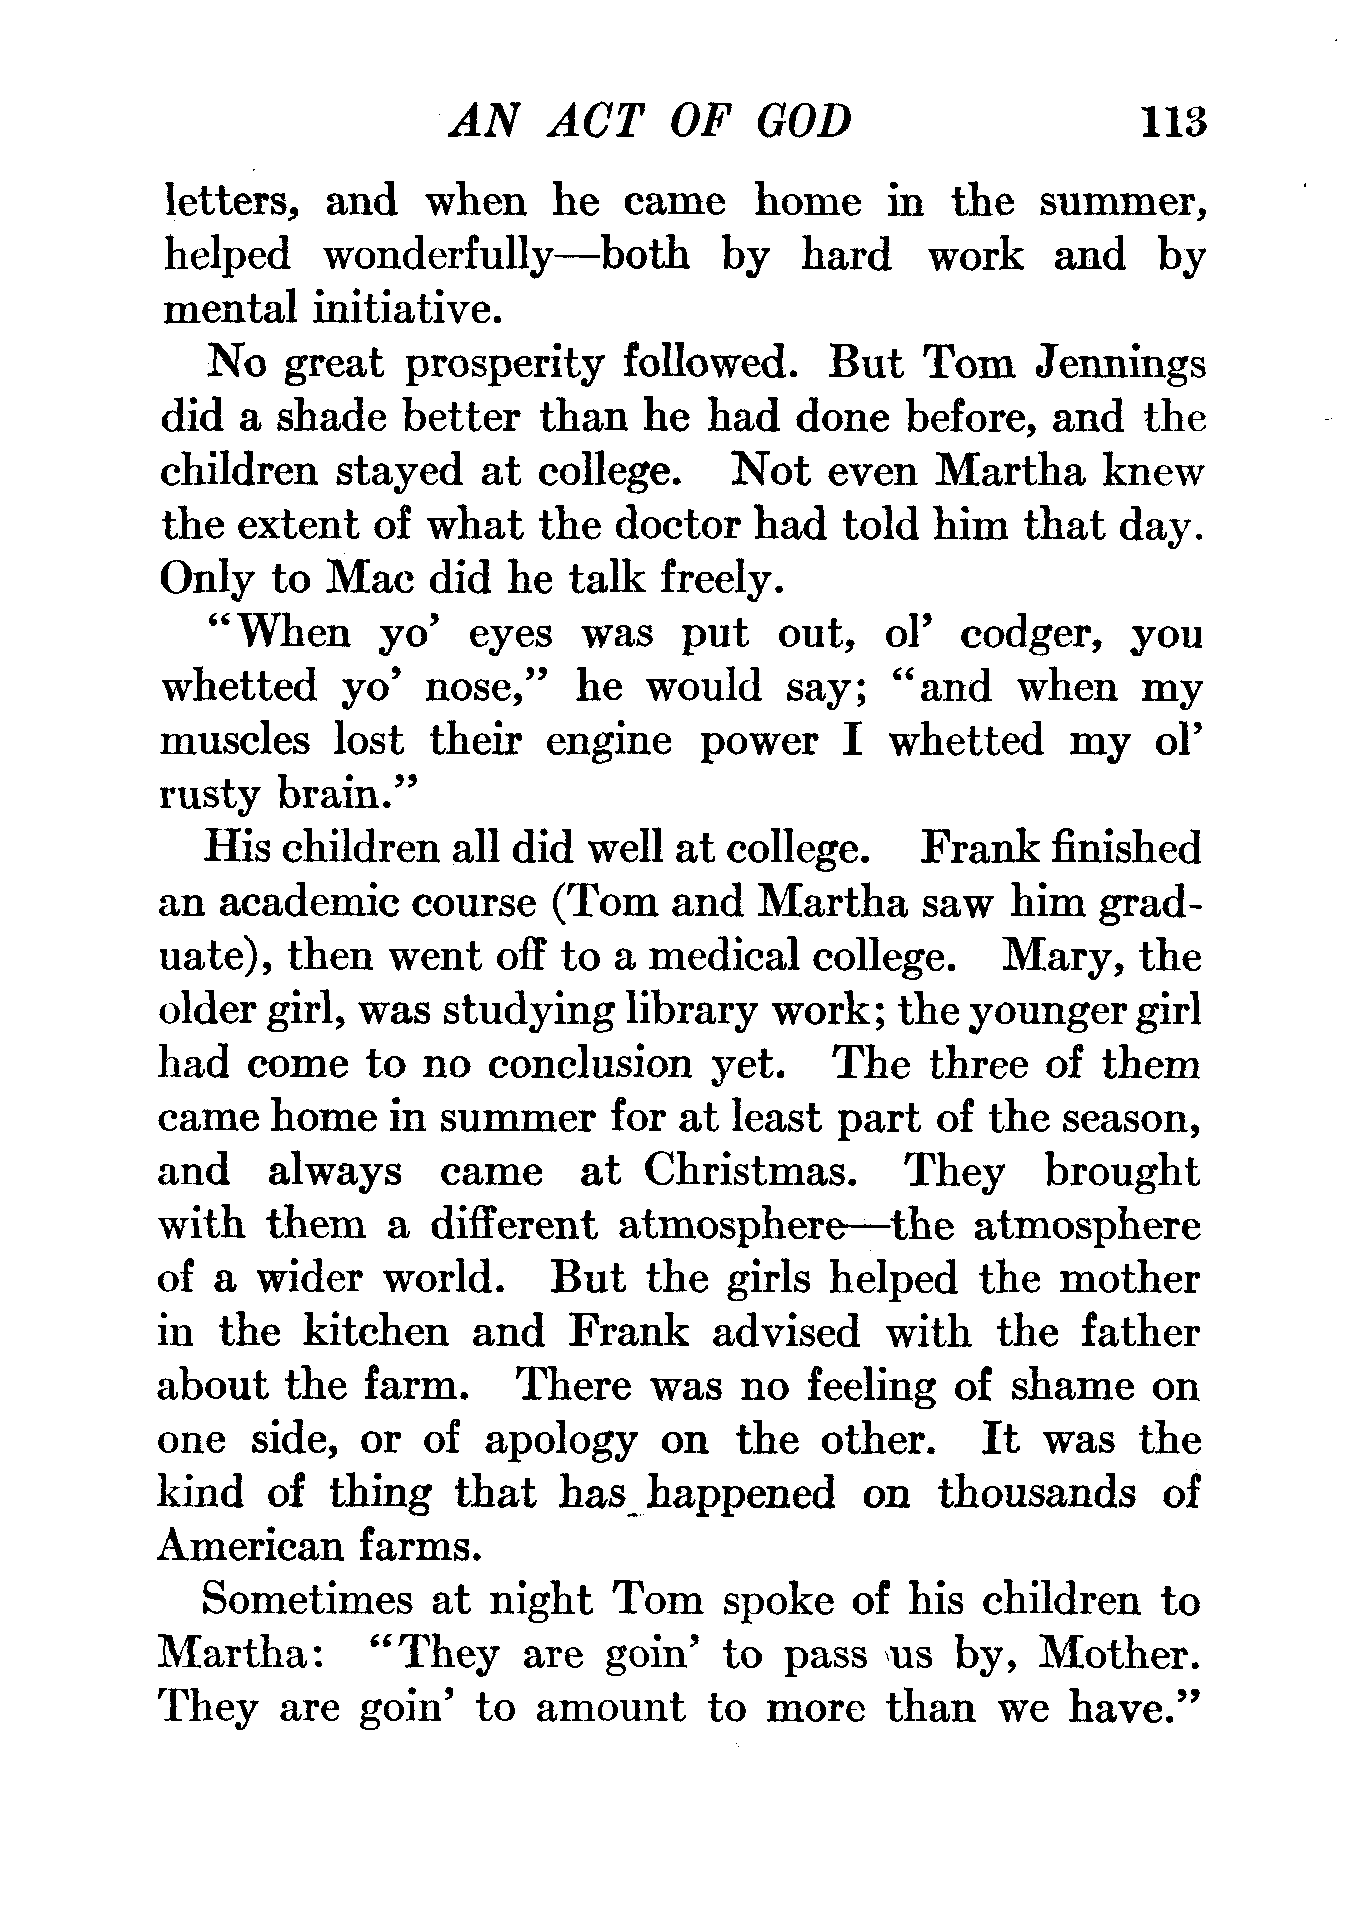 AN ACT OF GOD 113
letters, and when he came home in the summer,
helped wonderfully—both by hard work and by
mental initiative.
No great prosperity followed. But Tom Jennings
did a shade better than he had done before, and the
children stayed at college. Not even Martha knew
the extent of what the doctor had told him that day.
Only to Mac did he talk freely.
“When yo’ eyes was put out, ol’ codger, you
whetted yo’ nose,” he would say; “and when my
muscles lost their engine power I whetted my ol’
rusty brain.”
His children all did well at college. Frank finished
an academic course (Tom and Martha saw him grad-
uate), then went off to a medical college. Mary, the
older girl, was studying library work; the younger girl
had come to no conclusion yet. The three of them
came home in summer for at least part of the season,
and always came at Christmas. They brought
with them a different atmosphere—the atmosphere
of a wider world. But the girls helped the mother
in the kitchen and Frank advised with the father
about the farm. There was no feeling of shame on
one side, or of apology on the other. It was the
kind of thing that has happened on thousands of
American farms.
Sometimes at night Tom spoke of his children to
Martha: “They are goin’ to pass us by, Mother.
They are goin’ to amount to more than we have.”